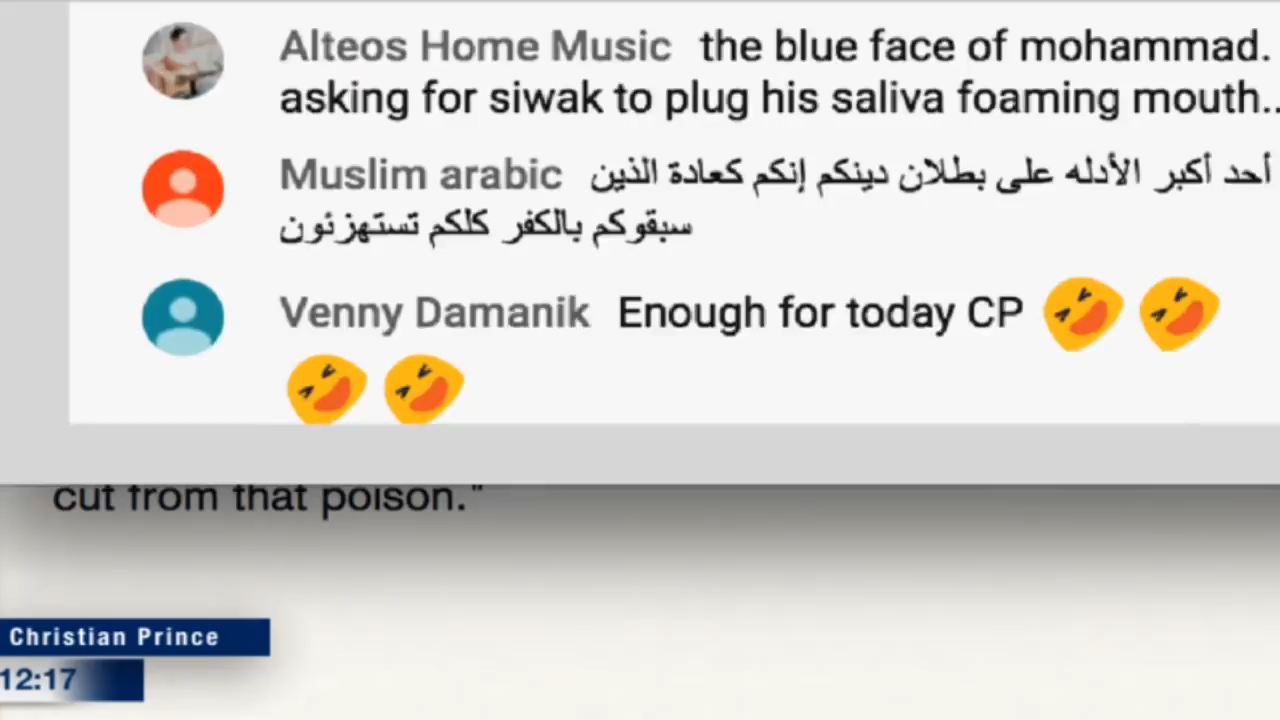 Alteos Home Music the blue face of mohammad.
asking for siwak to plug his saliva foaming mouth..
Muslim arabic أحد أكبر الأدله على بطلان دينكم إنكم كعادة الذين
سبقوكم بالكفر كلكم تستهزئون
Venny Damanik Enough for today CP 🤣 🤣
🤣 🤣
cut from that poison."
Christian Prince
12:17